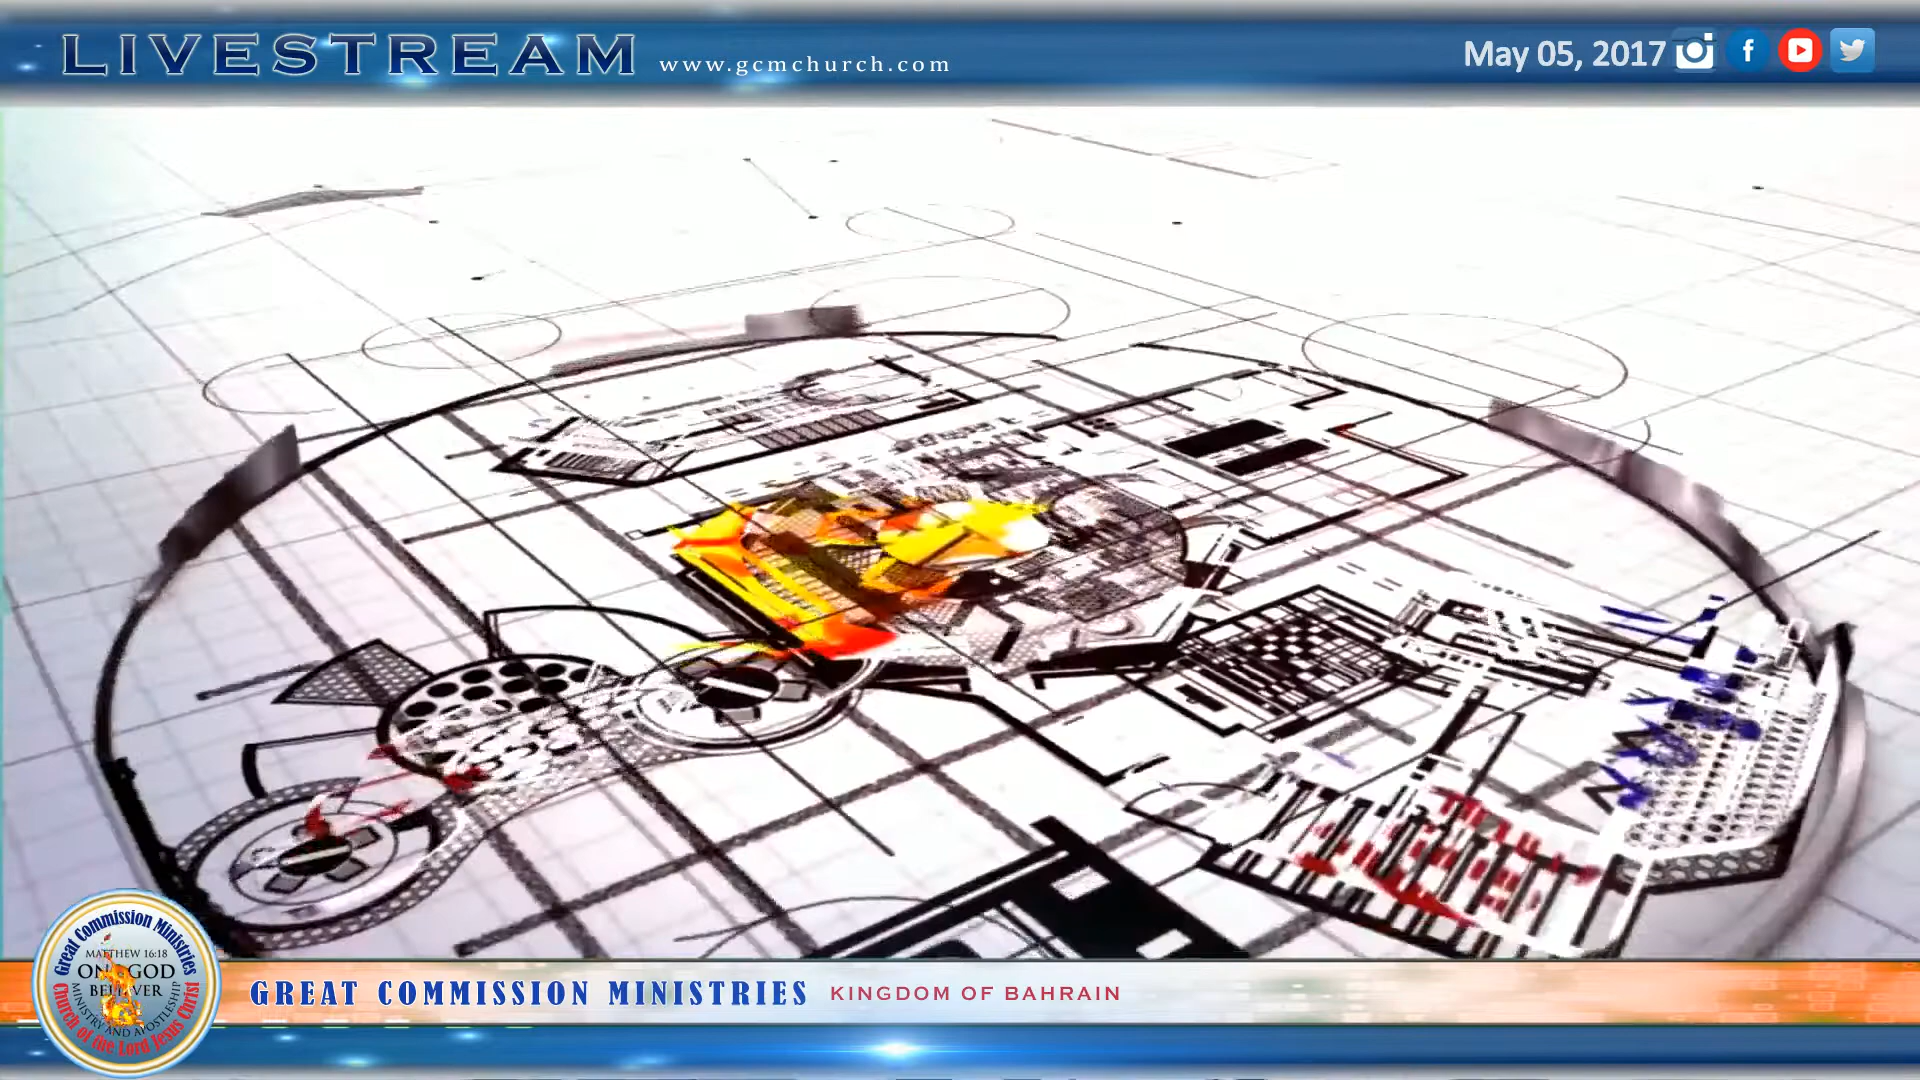 LIVESTREAM www.gcmchurch.com
May 05, 2017
Great Commission Ministries
MATTHEW 16:18
GOD
BELIEVER
MINISTRY AND APOSTLESHIP
Church of the Lord Jesus Christ
GREAT COMMISSION MINISTRIES KINGDOM OF BAHRAIN